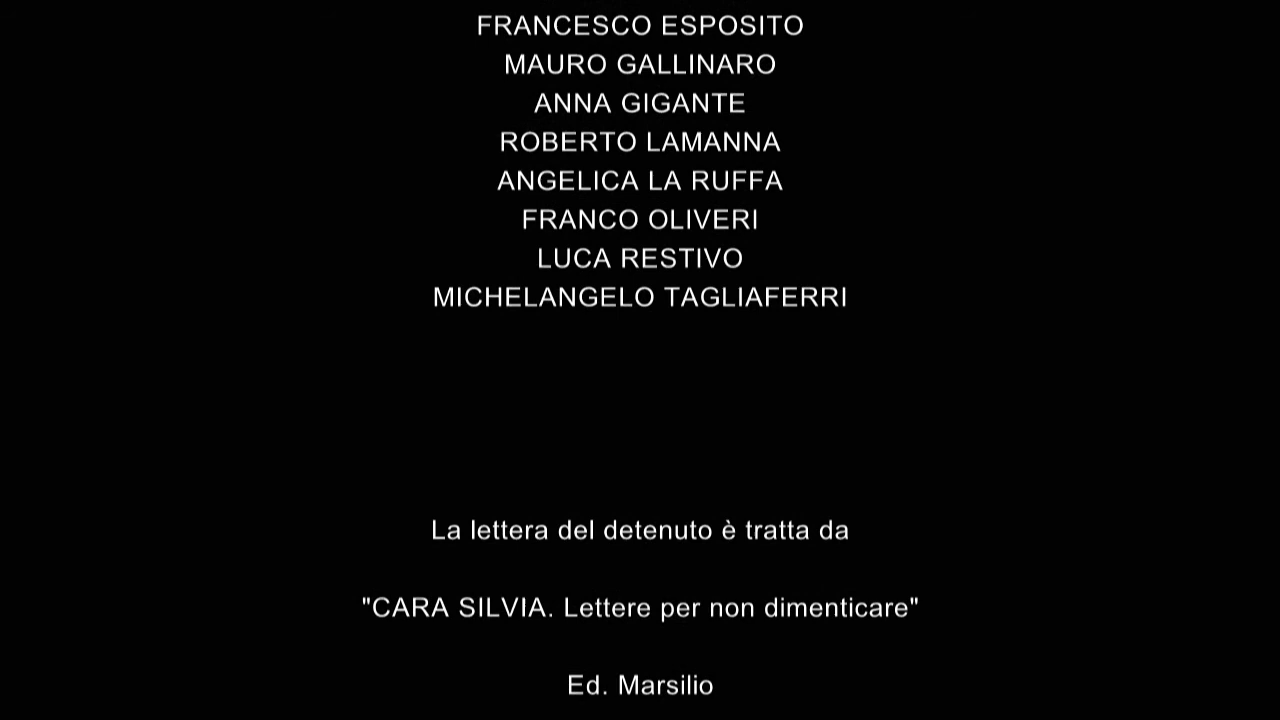 FRANCESCO ESPOSITO
MAURO GALLINARO
ANNA GIGANTE
ROBERTO LAMANNA
ANGELICA LA RUFFA
FRANCO OLIVERI
LUCA RESTIVO
MICHELANGELO TAGLIAFERRI
La lettera del detenuto è tratta da
"CARA SILVIA. Lettere per non dimenticare"
Ed. Marsilio